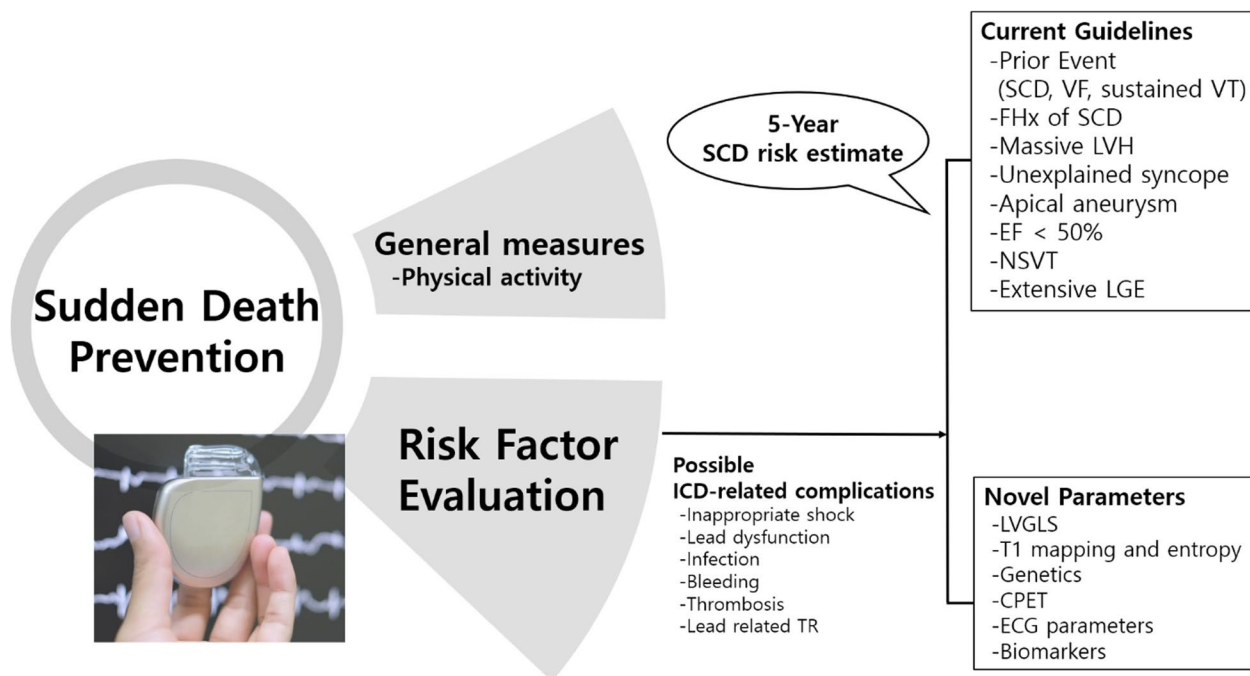 Sudden Death
Prevention
General measures
-Physical activity
Risk Factor
Evaluation
5-Year
SCD risk estimate
Possible
ICD-related complications
-Inappropriate shock
-Lead dysfunction
-Infection
-Bleeding
-Thrombosis
-Lead related TR
Current Guidelines
-Prior Event
(SCD, VF, sustained VT)
-FHx of SCD
-Massive LVH
-Unexplained syncope
-Apical aneurysm
-EF < 50%
-NSVT
-Extensive LGE
Novel Parameters
-LVGLS
-T1 mapping and entropy
-Genetics
-CPET
-ECG parameters
-Biomarkers